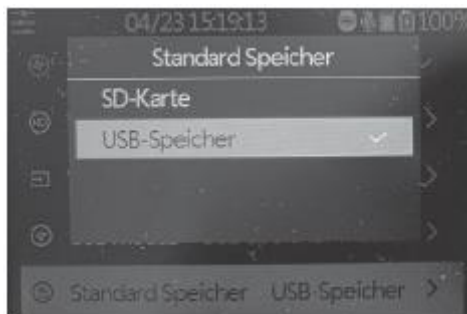 04/23 15:19:13 100%
Standard Speicher
SD-Karte
USB-Speicher
Standard Speicher USB-Speicher